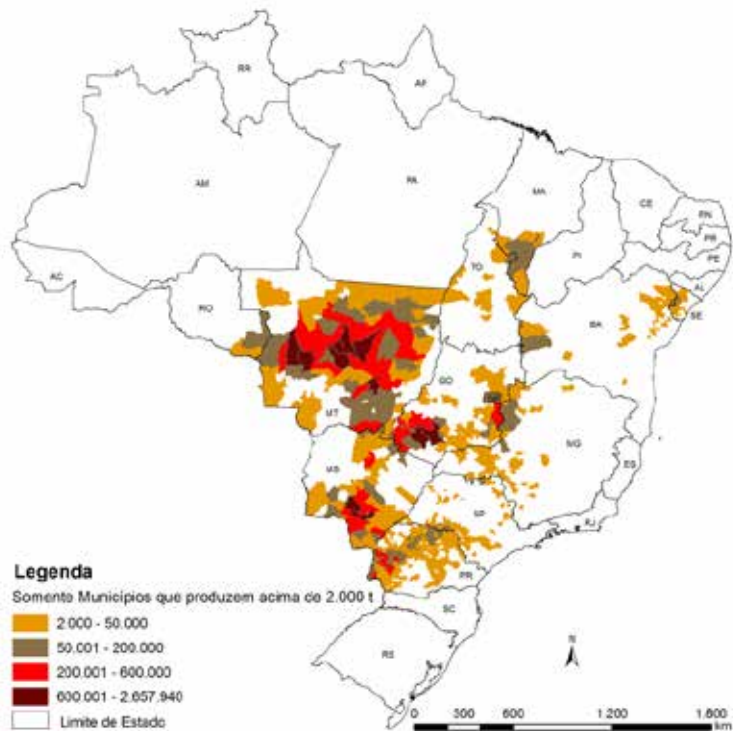 RR
AP
AM
PA
MA
CE
RN
PB
PE
AC
TO
PI
AL
SE
RO
BA
MT
GO
DF
MG
MS
ES
SP
RJ
PR
SC
RS
Legenda
Somente Municípios que produzem acima de 2.000 t
2 000 - 50.000
50.001 - 200.000
200.001 - 600.000
600.001 - 2.657.940
Limite de Estado
N
0 300 600 1.200 1.800
km